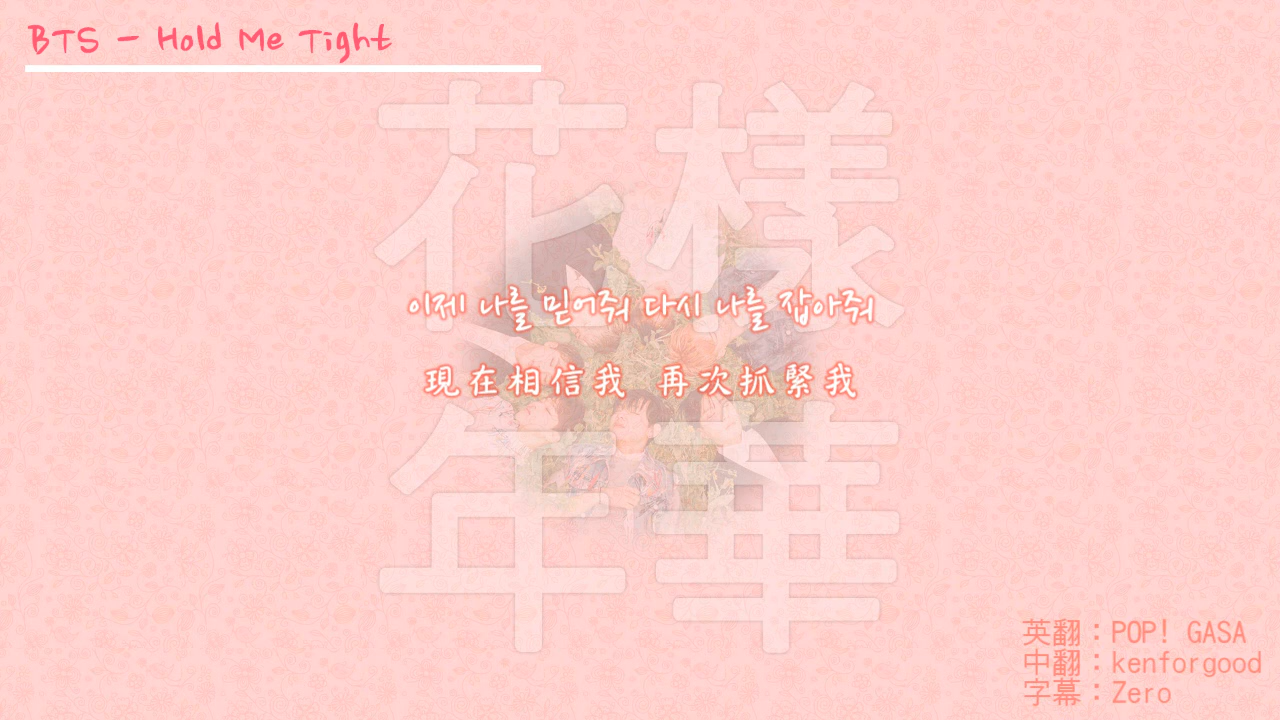 BTS - Hold Me Tight
花樣
이제 나를 믿어줘 다시 나를 잡아줘
現在相信我 再次抓緊我
年華
英翻：POP! GASA
中翻：kenforgood
字幕：Zero